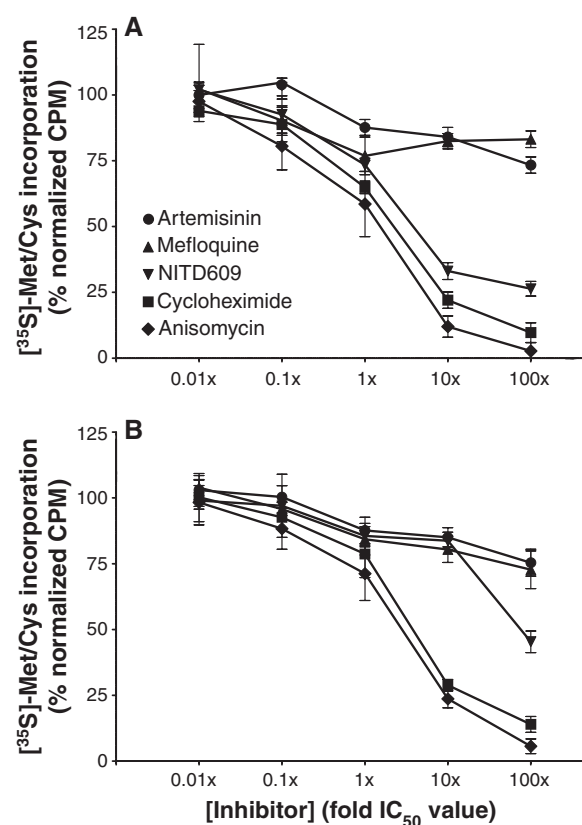 A
[³⁵S]-Met/Cys incorporation
(% normalized CPM)
125
100
75
50
25
0
Artemisinin
Mefloquine
NITD609
Cycloheximide
Anisomycin
0.01x 0.1x 1x 10x 100x
B
[³⁵S]-Met/Cys incorporation
(% normalized CPM)
125
100
75
50
25
0
0.01x 0.1x 1x 10x 100x
[Inhibitor] (fold IC₅₀ value)